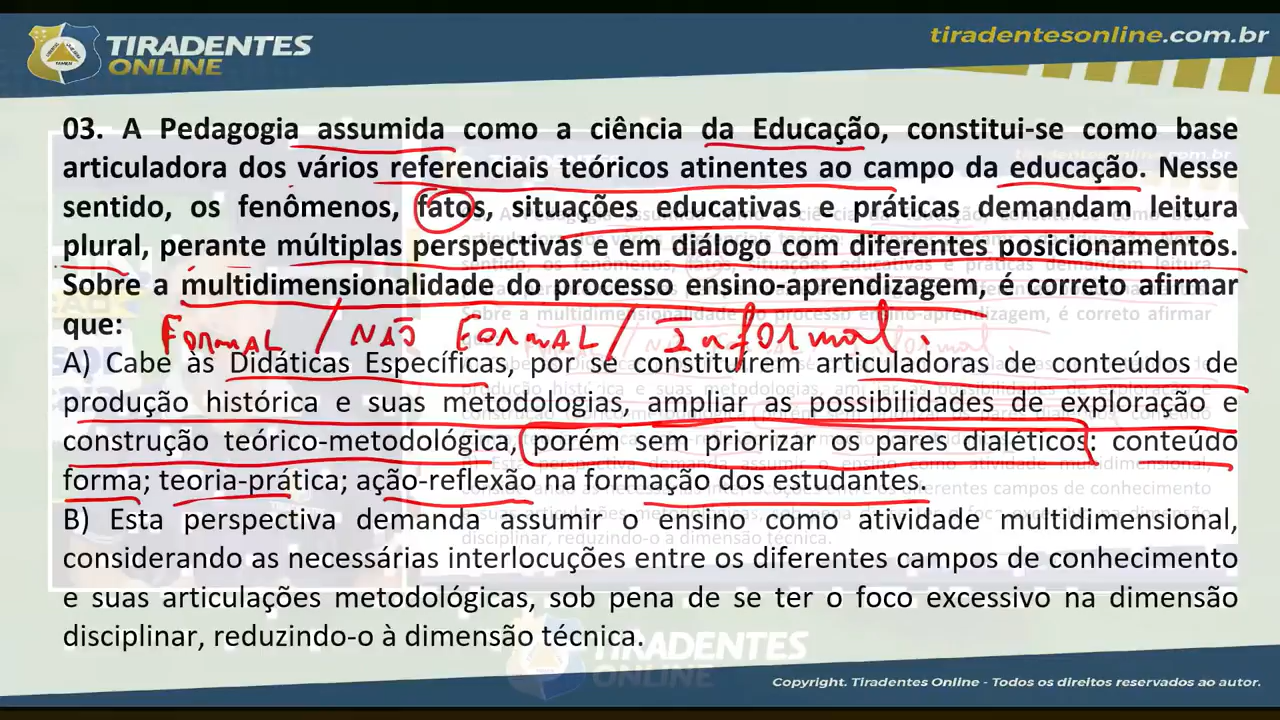 TIRADENTES
ONLINE
tiradentesonline.com.br
03. A Pedagogia assumida como a ciência da Educação, constitui-se como base
articuladora dos vários referenciais teóricos atinentes ao campo da educação. Nesse
sentido, os fenômenos, fatos, situações educativas e práticas demandam leitura
plural, perante múltiplas perspectivas e em diálogo com diferentes posicionamentos.
Sobre a multidimensionalidade do processo ensino-aprendizagem, é correto afirmar
que:
FORMAL / NÃO FORMAL / Informal.
A) Cabe às Didáticas Específicas, por se constituírem articuladoras de conteúdos de
produção histórica e suas metodologias, ampliar as possibilidades de exploração e
construção teórico-metodológica, porém sem priorizar os pares dialéticos: conteúdo
forma; teoria-prática; ação-reflexão na formação dos estudantes.
B) Esta perspectiva demanda assumir o ensino como atividade multidimensional,
considerando as necessárias interlocuções entre os diferentes campos de conhecimento
e suas articulações metodológicas, sob pena de se ter o foco excessivo na dimensão
disciplinar, reduzindo-o à dimensão técnica.
TIRADENTES
ONLINE
Copyright. Tiradentes Online - Todos os direitos reservados ao autor.